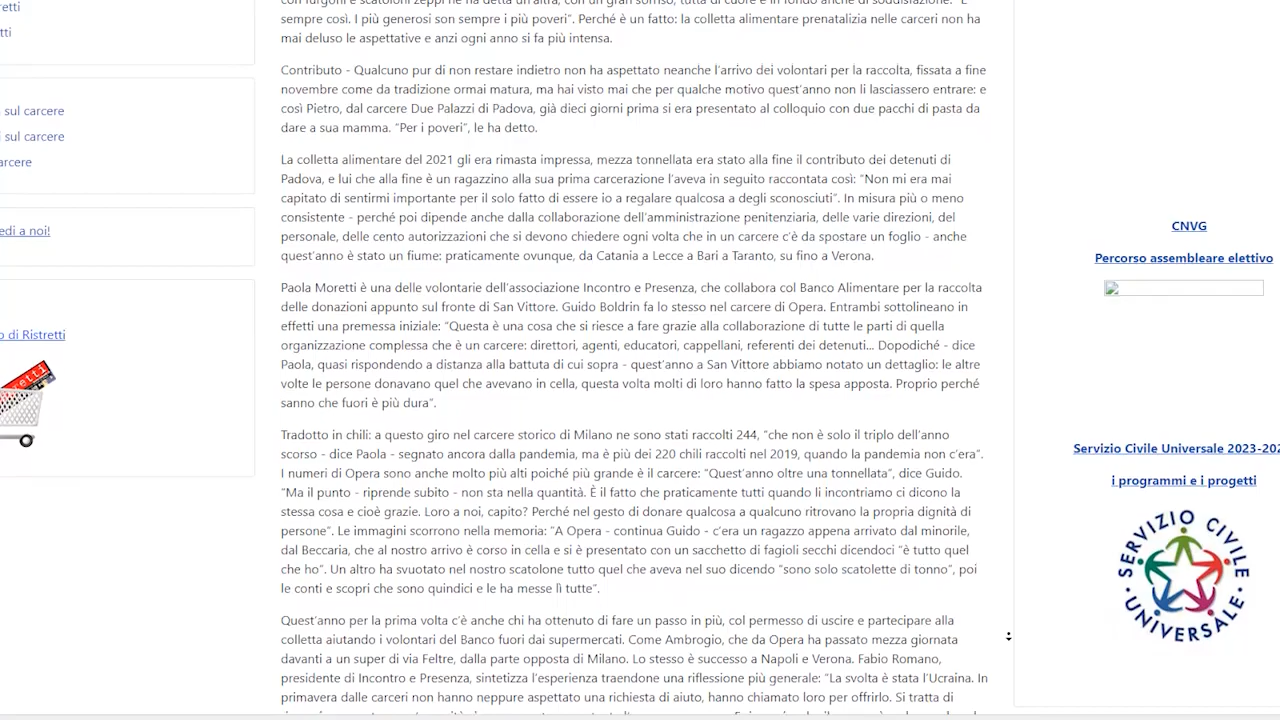 retti
ti
sul carcere
i sul carcere
arcere
edi a noi!
o di Ristretti
etti
sempre così. I più generosi son sempre i più poveri”. Perché è un fatto: la colletta alimentare prenatalizia nelle carceri non ha
mai deluso le aspettative e anzi ogni anno si fa più intensa.
Contributo - Qualcuno pur di non restare indietro non ha aspettato neanche l’arrivo dei volontari per la raccolta, fissata a fine
novembre come da tradizione ormai matura, ma hai visto mai che per qualche motivo quest’anno non li lasciassero entrare: e
così Pietro, dal carcere Due Palazzi di Padova, già dieci giorni prima si era presentato al colloquio con due pacchi di pasta da
dare a sua mamma. “Per i poveri”, le ha detto.
La colletta alimentare del 2021 gli era rimasta impressa, mezza tonnellata era stato alla fine il contributo dei detenuti di
Padova, e lui che alla fine è un ragazzino alla sua prima carcerazione l’aveva in seguito raccontata così: “Non mi era mai
capitato di sentirmi importante per il solo fatto di essere io a regalare qualcosa a degli sconosciuti”. In misura più o meno
consistente - perché poi dipende anche dalla collaborazione dell’amministrazione penitenziaria, delle varie direzioni, del
personale, delle cento autorizzazioni che si devono chiedere ogni volta che in un carcere c’è da spostare un foglio - anche
quest’anno è stato un fiume: praticamente ovunque, da Catania a Lecce a Bari a Taranto, su fino a Verona.
Paola Moretti è una delle volontarie dell’associazione Incontro e Presenza, che collabora col Banco Alimentare per la raccolta
delle donazioni appunto sul fronte di San Vittore. Guido Boldrin fa lo stesso nel carcere di Opera. Entrambi sottolineano in
effetti una premessa iniziale: “Questa è una cosa che si riesce a fare grazie alla collaborazione di tutte le parti di quella
organizzazione complessa che è un carcere: direttori, agenti, educatori, cappellani, referenti dei detenuti... Dopodiché - dice
Paola, quasi rispondendo a distanza alla battuta di cui sopra - quest’anno a San Vittore abbiamo notato un dettaglio: le altre
volte le persone donavano quel che avevano in cella, questa volta molti di loro hanno fatto la spesa apposta. Proprio perché
sanno che fuori è più dura”.
Tradotto in chili: a questo giro nel carcere storico di Milano ne sono stati raccolti 244, “che non è solo il triplo dell’anno
scorso - dice Paola - segnato ancora dalla pandemia, ma è più dei 220 chili raccolti nel 2019, quando la pandemia non c’era”.
I numeri di Opera sono anche molto più alti poiché più grande è il carcere: “Quest’anno oltre una tonnellata”, dice Guido.
“Ma il punto - riprende subito - non sta nella quantità. È il fatto che praticamente tutti quando li incontriamo ci dicono la
stessa cosa e cioè grazie. Loro a noi, capito? Perché nel gesto di donare qualcosa a qualcuno ritrovano la propria dignità di
persone”. Le immagini scorrono nella memoria: “A Opera - continua Guido - c’era un ragazzo appena arrivato dal minorile,
dal Beccaria, che al nostro arrivo è corso in cella e si è presentato con un sacchetto di fagioli secchi dicendoci “è tutto quel
che ho”. Un altro ha svuotato nel nostro scatolone tutto quel che aveva nel suo dicendo “sono solo scatolette di tonno”, poi
le conti e scopri che sono quindici e le ha messe lì tutte”.
Quest’anno per la prima volta c’è anche chi ha ottenuto di fare un passo in più, col permesso di uscire e partecipare alla
colletta aiutando i volontari del Banco fuori dai supermercati. Come Ambrogio, che da Opera ha passato mezza giornata
davanti a un super di via Feltre, dalla parte opposta di Milano. Lo stesso è successo a Napoli e Verona. Fabio Romano,
presidente di Incontro e Presenza, sintetizza l’esperienza traendone una riflessione più generale: “La svolta è stata l’Ucraina. In
primavera dalle carceri non hanno neppure aspettato una richiesta di aiuto, hanno chiamato loro per offrirlo. Si tratta di
CNVG
Percorso assembleare elettivo
Servizio Civile Universale 2023-202
i programmi e i progetti
SERVIZIO CIVILE
UNIVERSALE